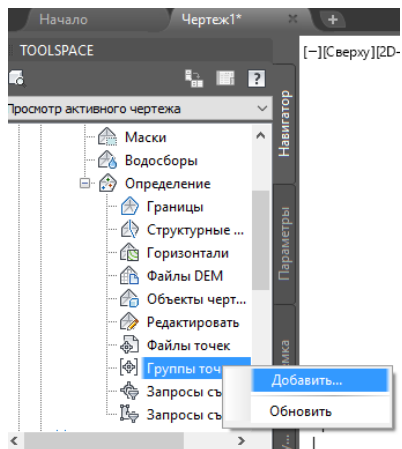 Начало
Чертеж1*
TOOLSPACE
[−][Сверху][2D-
Просмотр активного чертежа
Навигатор
Маски
Водосборы
Определение
Границы
Структурные ...
Горизонтали
Параметры
Файлы DEM
Объекты черт...
Редактировать
Файлы точек
Группы точ
Добавить...
Запросы съ
Обновить
Запросы съ